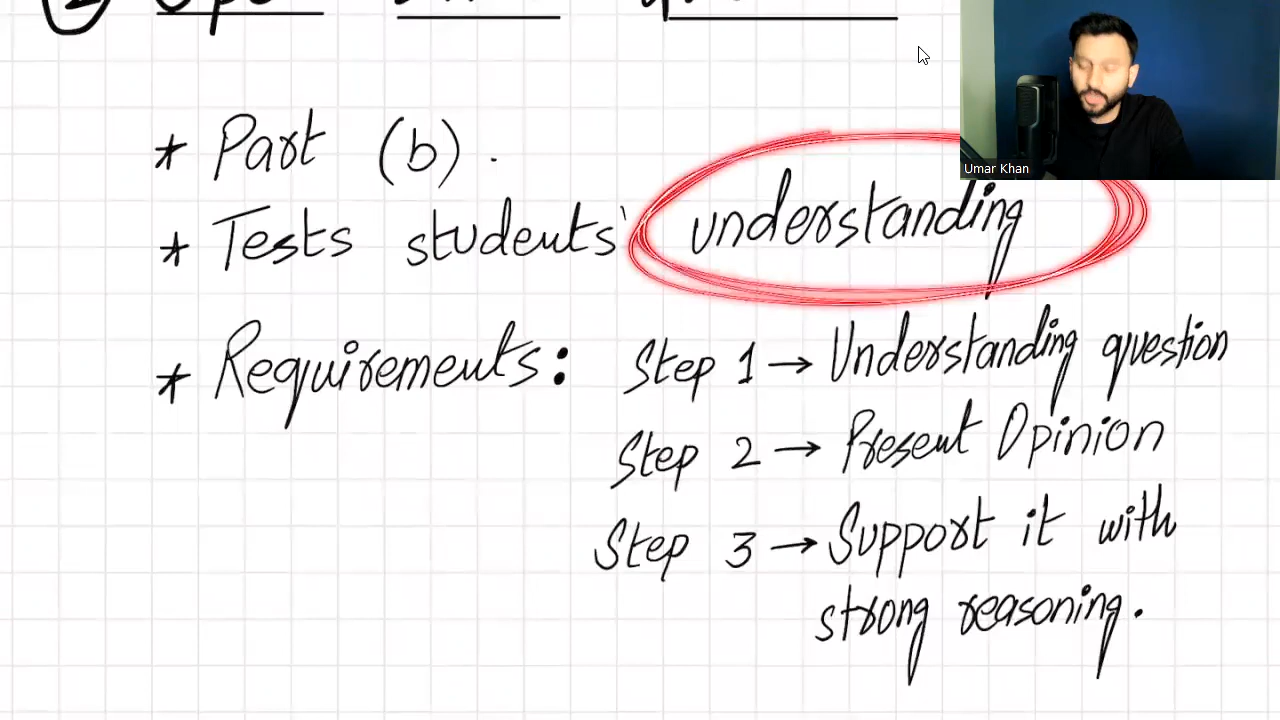 Umar Khan
* Part (b).
* Tests students' understanding
* Requirements: Step 1 → Understanding question
Step 2 → Present Opinion
Step 3 → Support it with
strong reasoning.